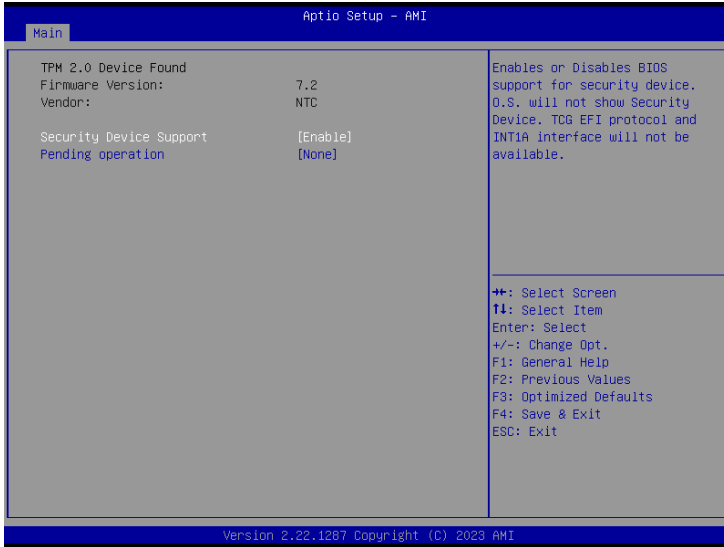 Aptio Setup – AMI
Main
TPM 2.0 Device Found
Firmware Version: 7.2
Vendor: NTC
Security Device Support [Enable]
Pending operation [None]
Enables or Disables BIOS
support for security device.
O.S. will not show Security
Device. TCG EFI protocol and
INT1A interface will not be
available.
→←: Select Screen
↑↓: Select Item
Enter: Select
+/-: Change Opt.
F1: General Help
F2: Previous Values
F3: Optimized Defaults
F4: Save & Exit
ESC: Exit
Version 2.22.1287 Copyright (C) 2023 AMI